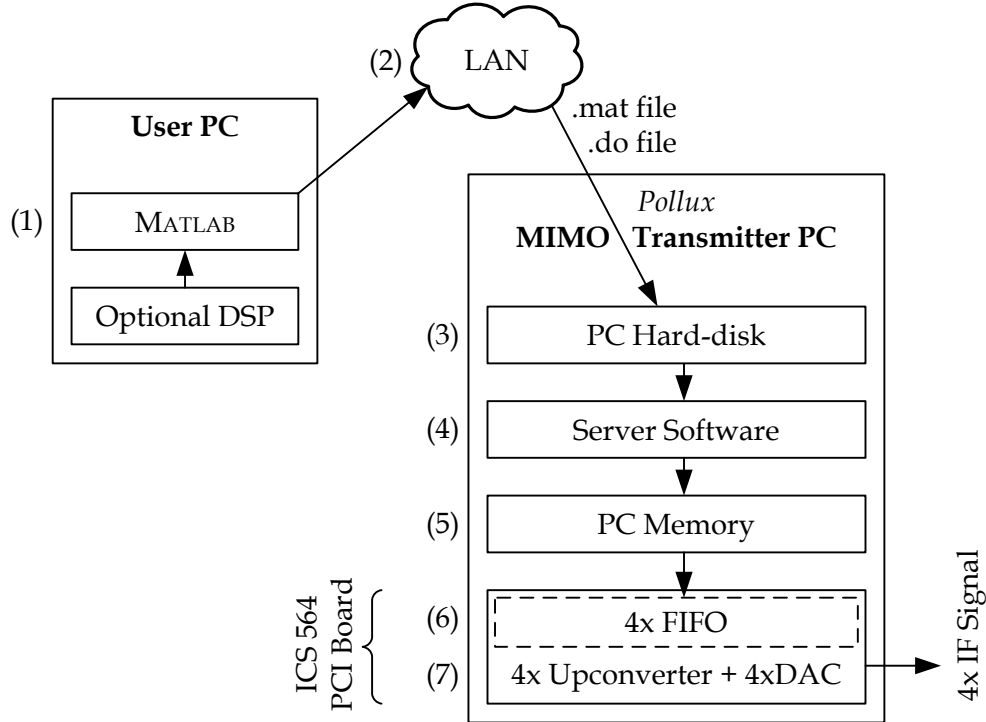 (2)
LAN
.mat file
.do file
User PC
(1)
MATLAB
Optional DSP
Pollux
MIMO Transmitter PC
(3)
PC Hard-disk
(4)
Server Software
(5)
PC Memory
ICS 564
PCI Board
(6)
4x FIFO
(7)
4x Upconverter + 4xDAC
4x IF Signal